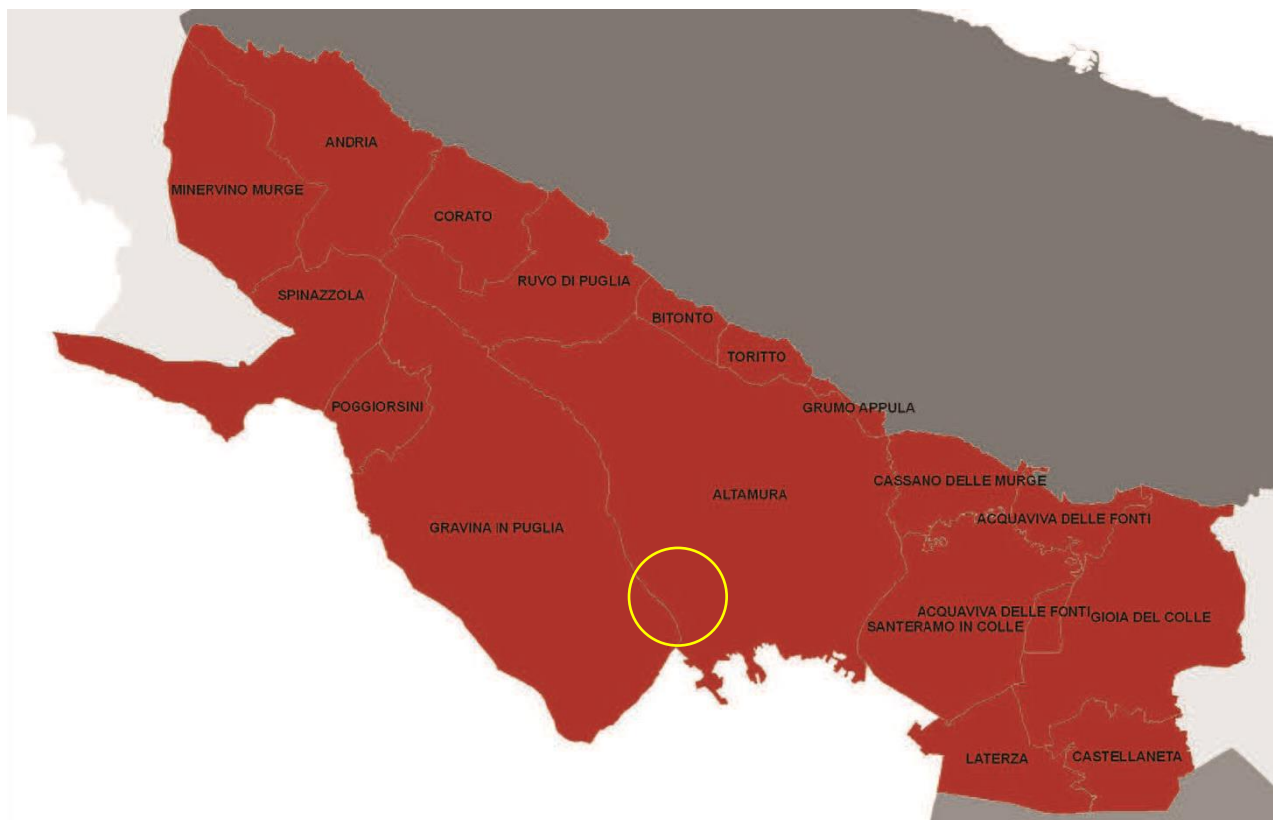 ANDRIA
MINERVINO MURGE
CORATO
RUVO DI PUGLIA
SPINAZZOLA
BITONTO
TORITTO
POGGIORSINI
GRUMO APPULA
CASSANO DELLE MURGE
ALTAMURA
ACQUAVIVA DELLE FONTI
GRAVINA IN PUGLIA
ACQUAVIVA DELLE FONTI
GIOIA DEL COLLE
SANTERAMO IN COLLE
LATERZA
CASTELLANETA